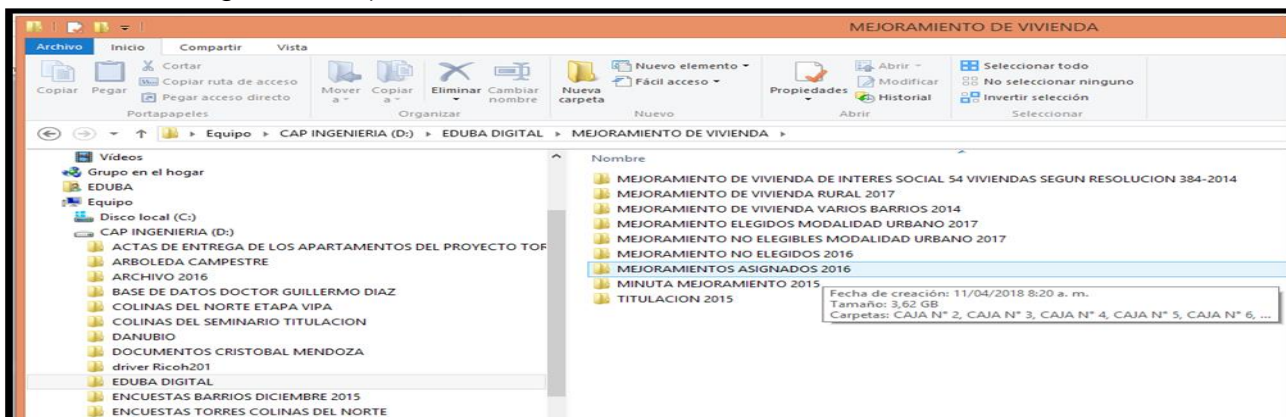 MEJORAMIENTO DE VIVIENDA
Archivo Inicio Compartir Vista
Copiar
Pegar
Cortar
Copiar ruta de acceso
Pegar acceso directo
Portapapeles
Mover a
Copiar a
Eliminar
Cambiar nombre
Organizar
Nueva carpeta
Nuevo elemento
Fácil acceso
Nuevo
Propiedades
Abrir
Modificar
Historial
Abrir
Seleccionar todo
No seleccionar ninguno
Invertir selección
Seleccionar
Equipo CAP INGENIERIA (D:) EDUBA DIGITAL MEJORAMIENTO DE VIVIENDA
Vídeos
Grupo en el hogar
EDUBA
Equipo
Disco local (C:)
CAP INGENIERIA (D:)
ACTAS DE ENTREGA DE LOS APARTAMENTOS DEL PROYECTO TOR
ARBOLEDA CAMPESTRE
ARCHIVO 2016
BASE DE DATOS DOCTOR GUILLERMO DIAZ
COLINAS DEL NORTE ETAPA VIPA
COLINAS DEL SEMINARIO TITULACION
DANUBIO
DOCUMENTOS CRISTOBAL MENDOZA
driver Ricoh201
EDUBA DIGITAL
ENCUESTAS BARRIOS DICIEMBRE 2015
ENCUESTAS TORRES COLINAS DEL NORTE
Nombre
MEJORAMIENTO DE VIVIENDA DE INTERES SOCIAL 54 VIVIENDAS SEGUN RESOLUCION 384-2014
MEJORAMIENTO DE VIVIENDA RURAL 2017
MEJORAMIENTO DE VIVIENDA VARIOS BARRIOS 2014
MEJORAMIENTO ELEGIDOS MODALIDAD URBANO 2017
MEJORAMIENTO NO ELEGIBLES MODALIDAD URBANO 2017
MEJORAMIENTO NO ELEGIDOS 2016
MEJORAMIENTOS ASIGNADOS 2016
MINUTA MEJORAMIENTO 2015
TITULACION 2015
Fecha de creación: 11/04/2018 8:20 a. m.
Tamaño: 3,62 GB
Carpetas: CAJA N° 2, CAJA N° 3, CAJA N° 4, CAJA N° 5, CAJA N° 6, ...